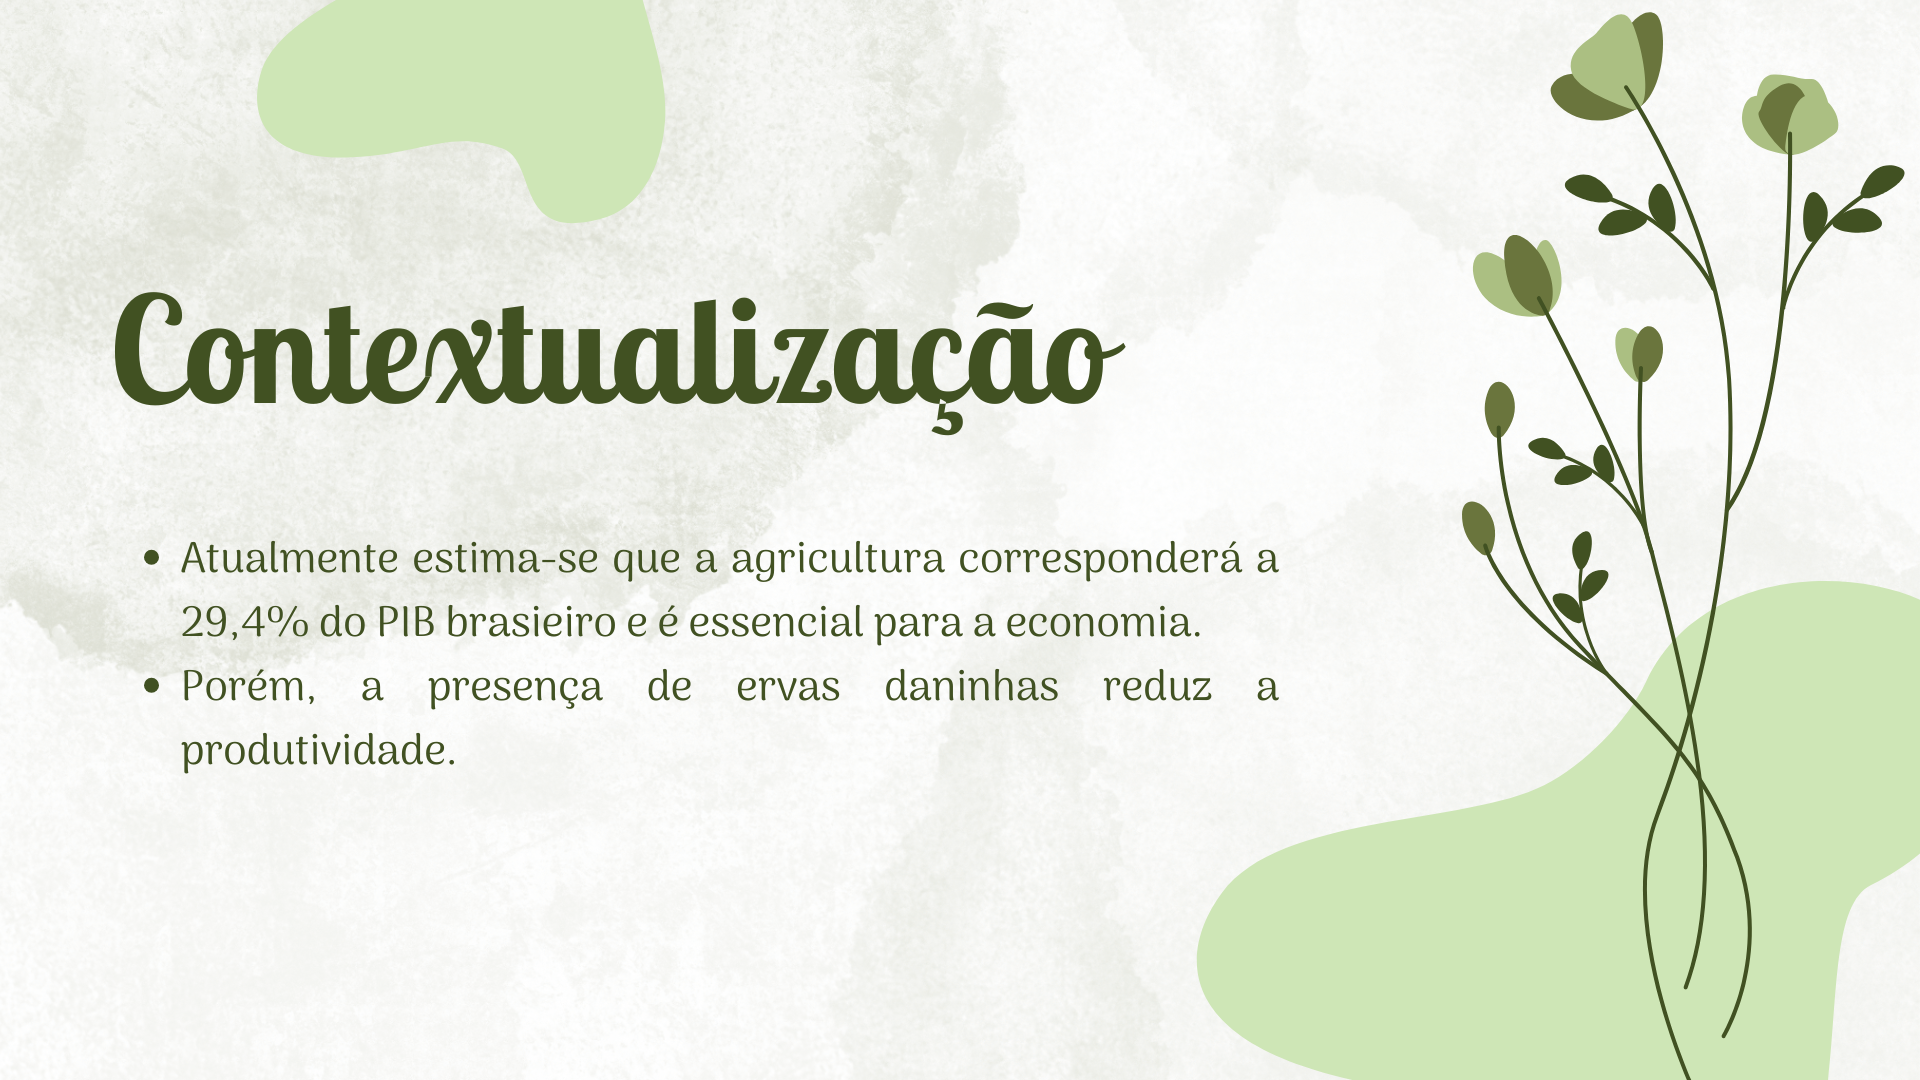 Contextualização
• Atualmente estima-se que a agricultura corresponderá a
29,4% do PIB brasieiro e é essencial para a economia.
• Porém, a presença de ervas daninhas reduz a
produtividade.